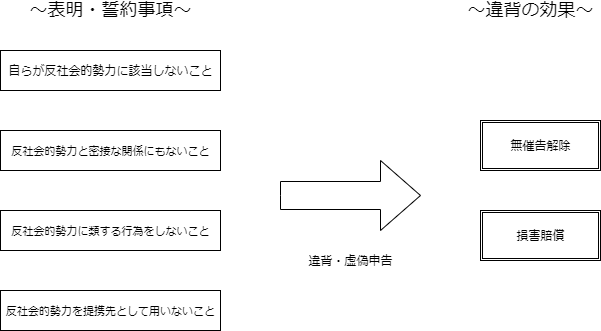 ～表明・誓約事項～
自らが反社会的勢力に該当しないこと
反社会的勢力と密接な関係にもないこと
反社会的勢力に類する行為をしないこと
反社会的勢力を提携先として用いないこと
違背・虚偽申告
～違背の効果～
無催告解除
損害賠償